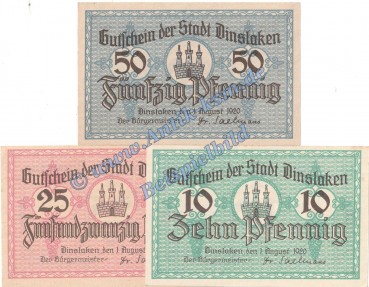 Gutschein der Stadt Dinslaken
50 50
Fünfzig Pfennig
Dinslaken den 1. August 1920
Der Bürgermeister
Gutschein der Stadt
25
Fünfundzwanzig
Dinslaken den 1 August
Der Bürgermeister
Gutschein der Stadt Dinslaken
10 10
Zehn Pfennig
Dinslaken den 1 August 1920
Der Bürgermeister
Beispielbild